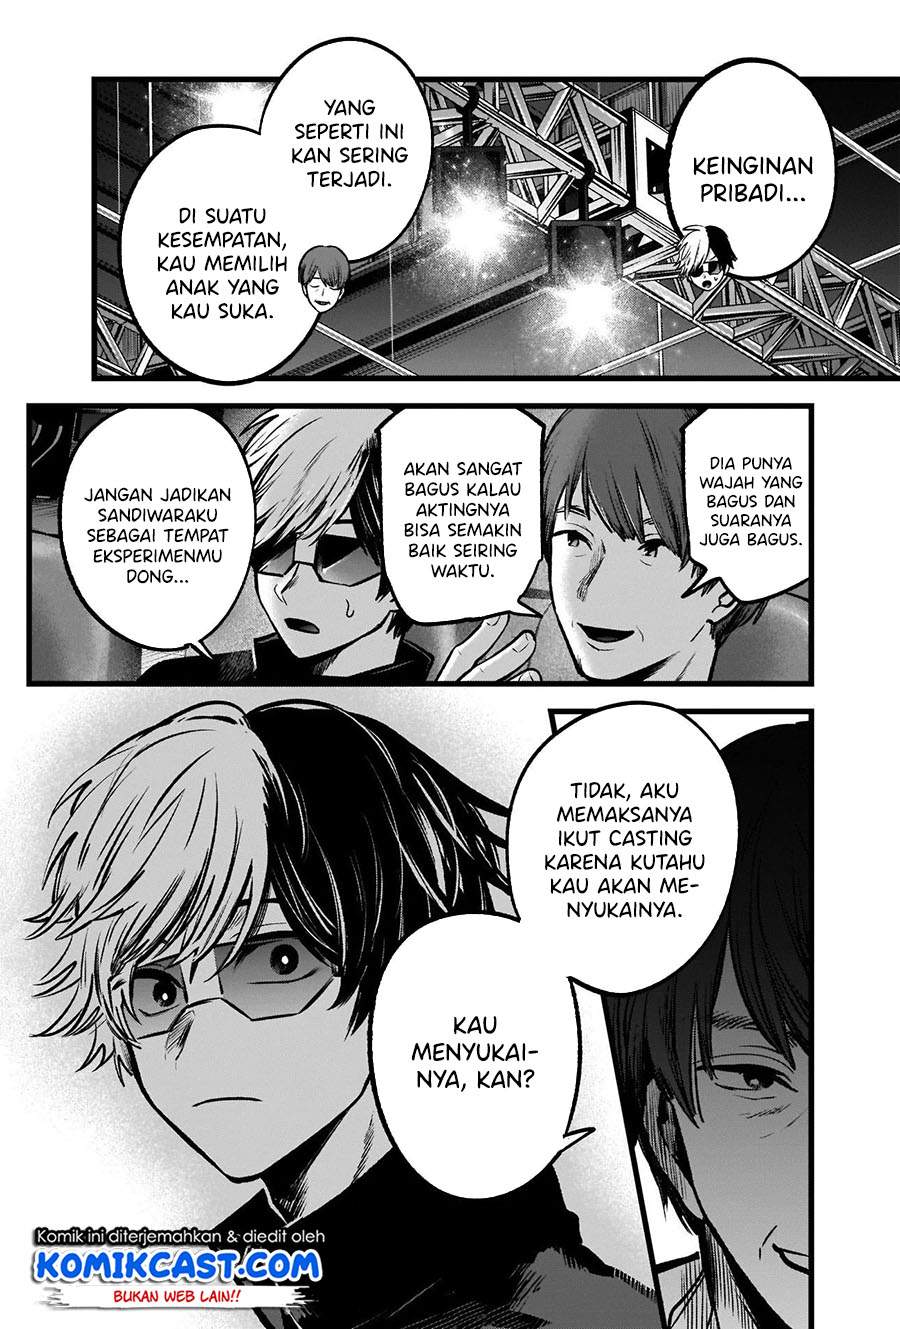 KEINGINAN
PRIBADI...
YANG
SEPERTI INI
KAN SERING
TERJADI.
DI SUATU
KESEMPATAN,
KAU MEMILIH
ANAK YANG
KAU SUKA.
DIA PUNYA
WAJAH YANG
BAGUS DAN
SUARANYA
JUGA BAGUS.
AKAN SANGAT
BAGUS KALAU
AKTINGNYA
BISA SEMAKIN
BAIK SEIRING
WAKTU.
JANGAN JADIKAN
SANDIWARAKU
SEBAGAI TEMPAT
EKSPERIMENMU
DONG...
TIDAK, AKU
MEMAKSANYA
IKUT CASTING
KARENA KUTAHU
KAU AKAN ME-
NYUKAINYA.
KAU
MENYUKAI-
NYA, KAN?
Komik ini diterjemahkan & diedit oleh
KOMIKCAST.COM
BUKAN WEB LAIN!!